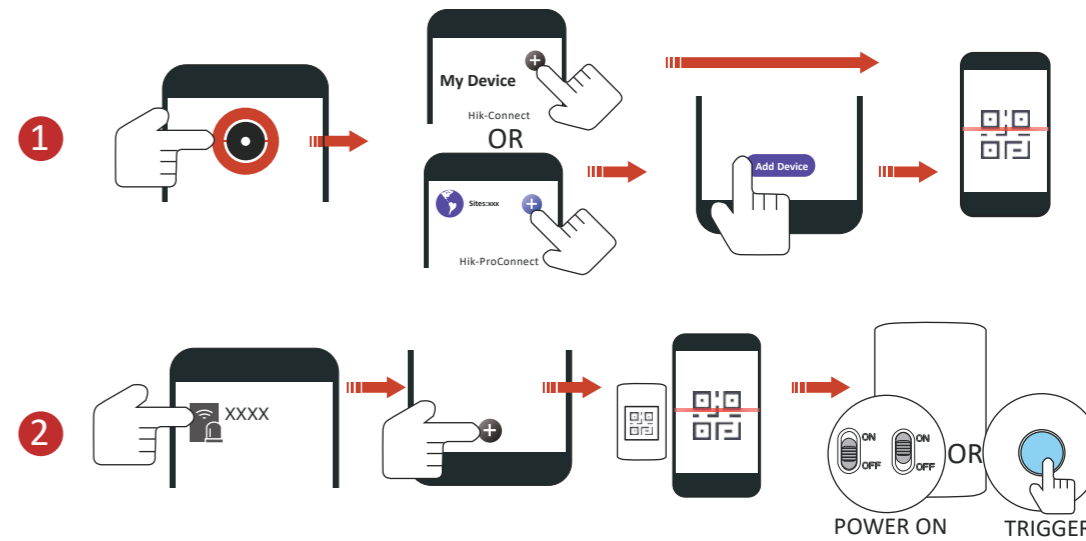 1
My Device
Hik-Connect
OR
Sites:xxx
Hik-ProConnect
Add Device
2
XXXX
ON
OFF
ON
OFF
OR
POWER ON
TRIGGER